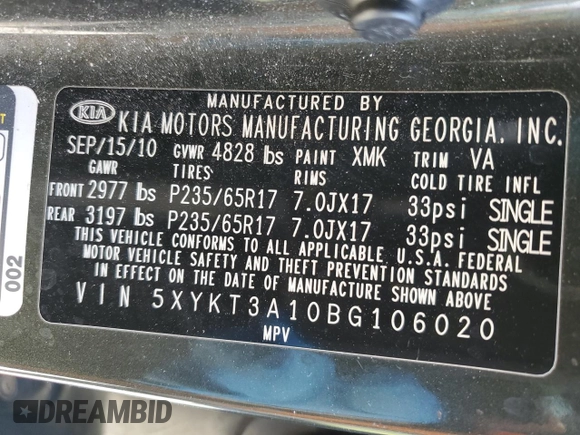 MANUFACTURED BY
KIA KIA MOTORS MANUFACTURING GEORGIA, INC.
SEP/15/10 GVWR 4828 lbs PAINT XMK TRIM VA
GAWR TIRES RIMS COLD TIRE INFL
FRONT 2977 lbs P235/65R17 7.0JX17 33psi SINGLE
REAR 3197 lbs P235/65R17 7.0JX17 33psi SINGLE
THIS VEHICLE CONFORMS TO ALL APPLICABLE U.S.A. FEDERAL
MOTOR VEHICLE SAFETY AND THEFT PREVENTION STANDARDS
IN EFFECT ON THE DATE OF MANUFACTURE SHOWN ABOVE
VIN 5XYKT3A10BG106020
MPV
002
DREAMBID